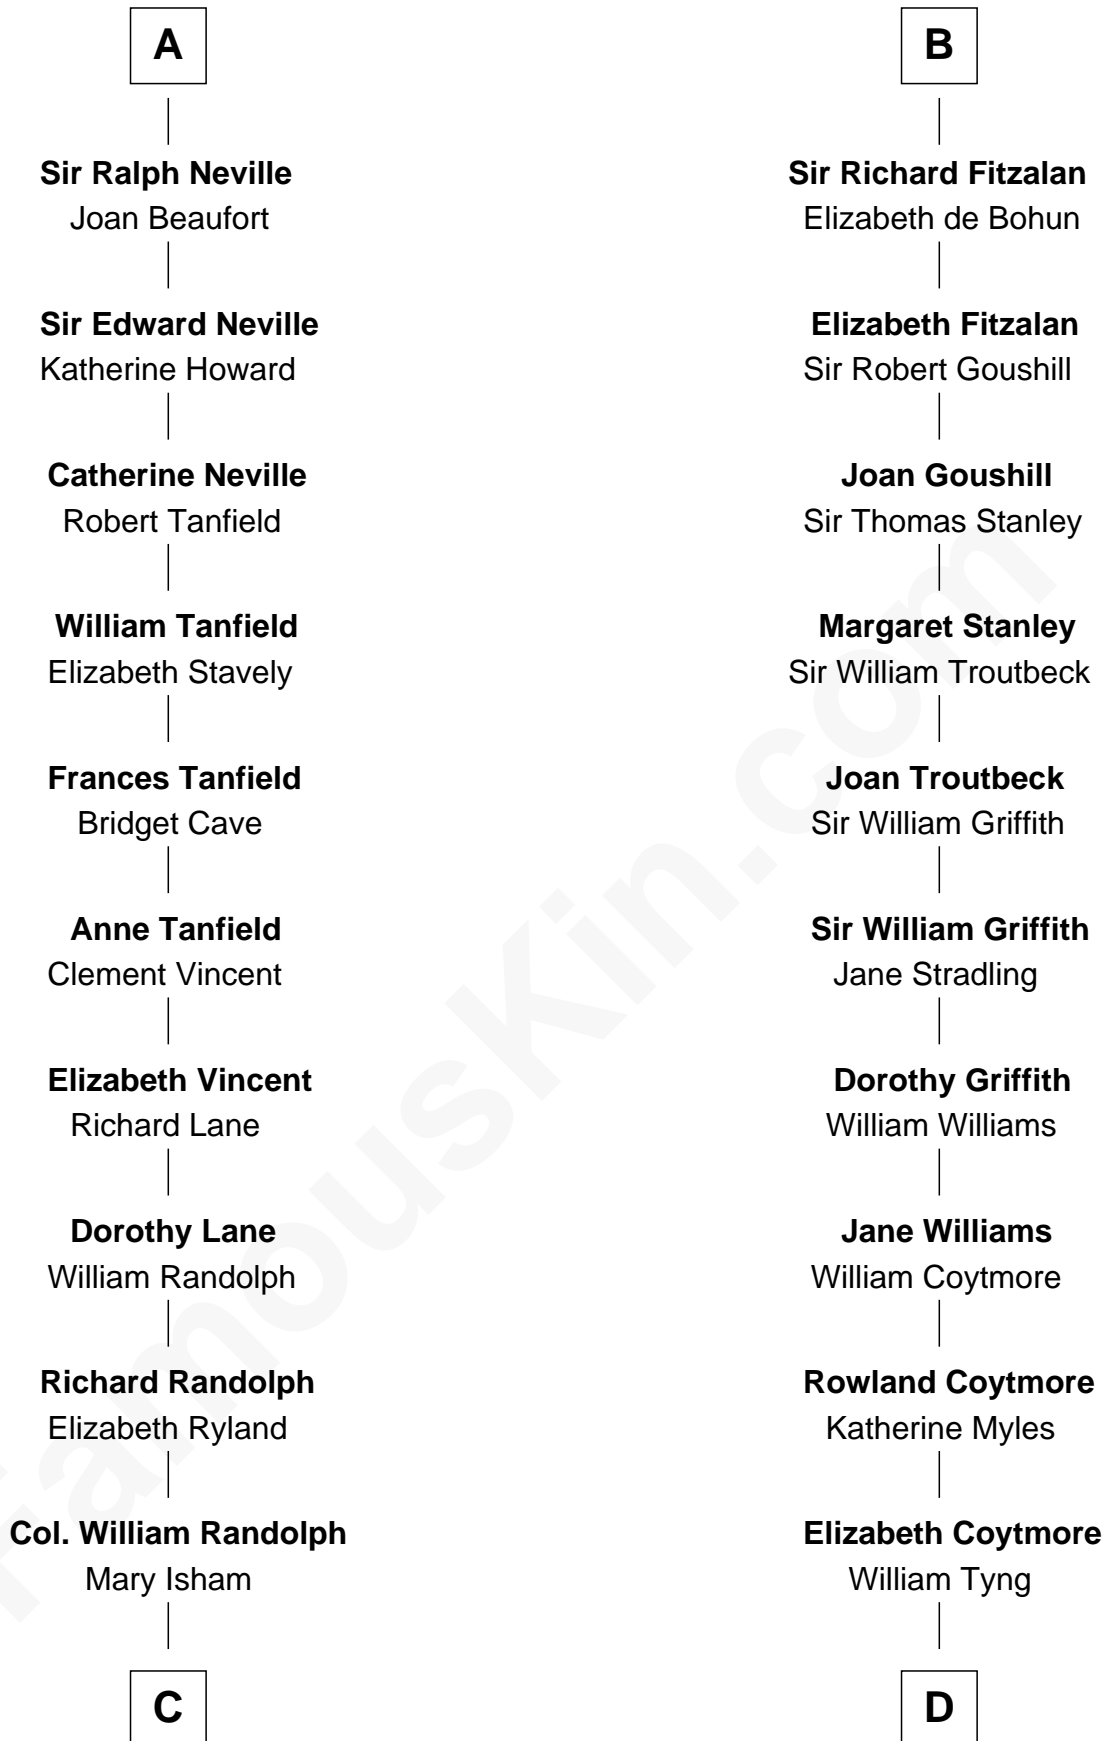 A
Sir Ralph Neville
Joan Beaufort
Sir Edward Neville
Katherine Howard
Catherine Neville
Robert Tanfield
William Tanfield
Elizabeth Stavely
Frances Tanfield
Bridget Cave
Anne Tanfield
Clement Vincent
Elizabeth Vincent
Richard Lane
Dorothy Lane
William Randolph
Richard Randolph
Elizabeth Ryland
Col. William Randolph
Mary Isham
C
B
Sir Richard Fitzalan
Elizabeth de Bohun
Elizabeth Fitzalan
Sir Robert Goushill
Joan Goushill
Sir Thomas Stanley
Margaret Stanley
Sir William Troutbeck
Joan Troutbeck
Sir William Griffith
Sir William Griffith
Jane Stradling
Dorothy Griffith
William Williams
Jane Williams
William Coytmore
Rowland Coytmore
Katherine Myles
Elizabeth Coytmore
William Tyng
D
FamousKin.com